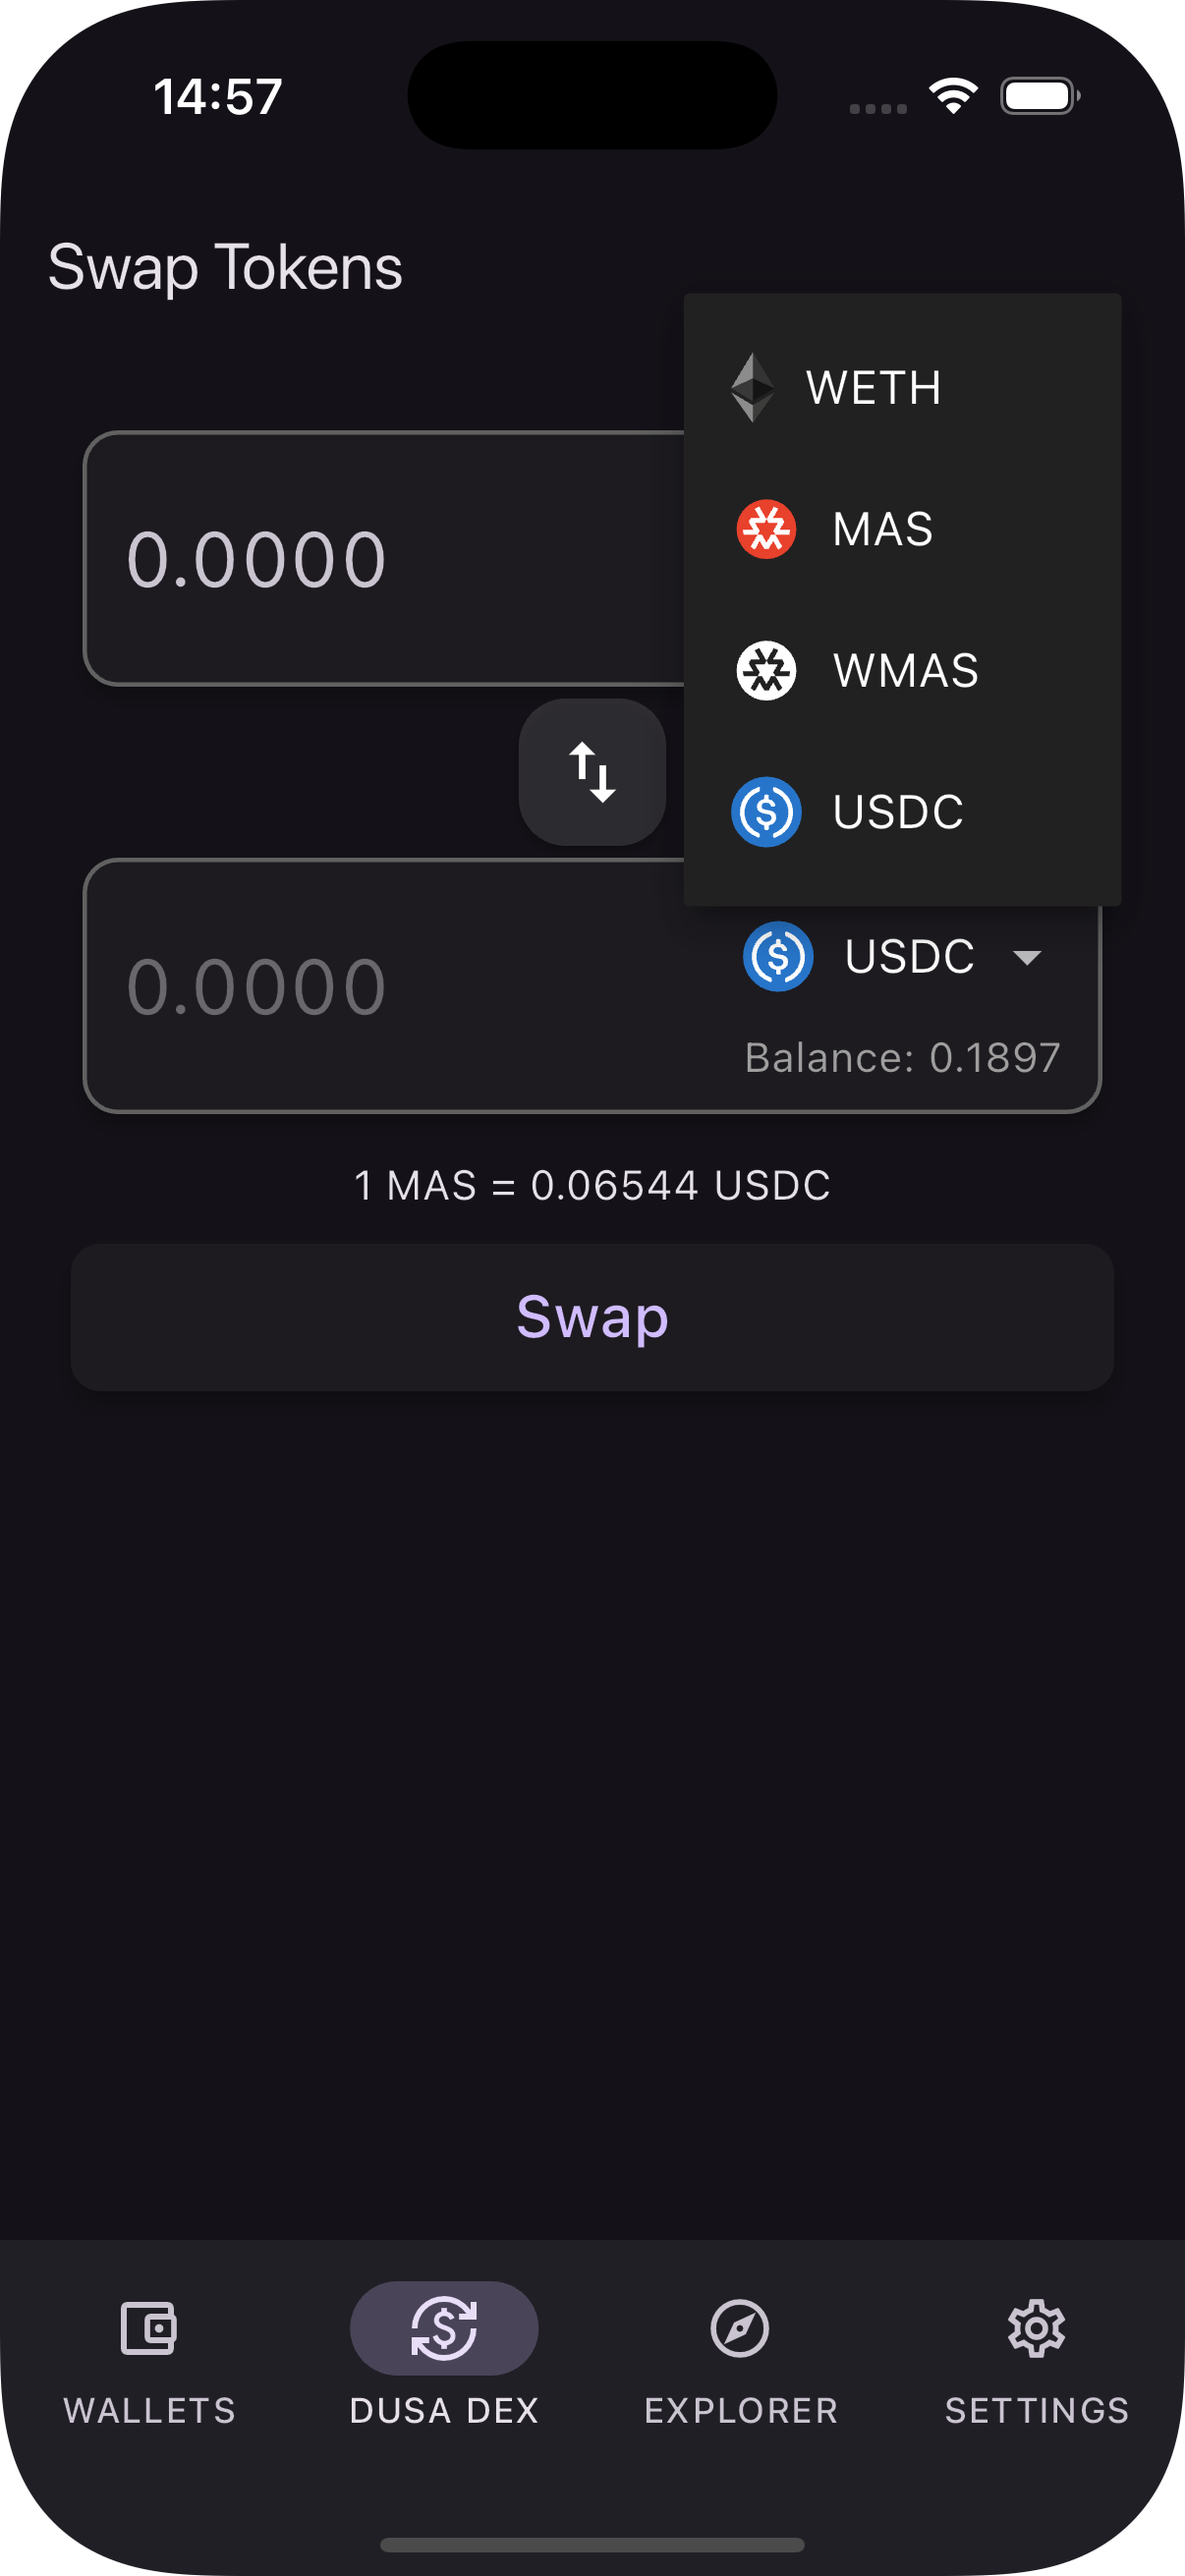 14:57
Swap Tokens
WETH
MAS
WMAS
USDC
0.0000
0.0000
USDC
Balance: 0.1897
1 MAS = 0.06544 USDC
Swap
WALLETS
DUSA DEX
EXPLORER
SETTINGS